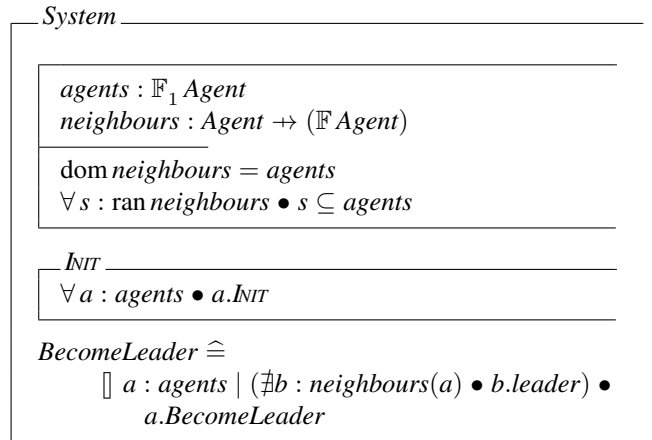 System
agents : 𝔽₁ Agent
neighbours : Agent ⇸ (𝔽 Agent)
dom neighbours = agents
∀ s : ran neighbours • s ⊆ agents
INIT
∀ a : agents • a.INIT
BecomeLeader ≙
[] a : agents | (∄b : neighbours(a) • b.leader) •
a.BecomeLeader